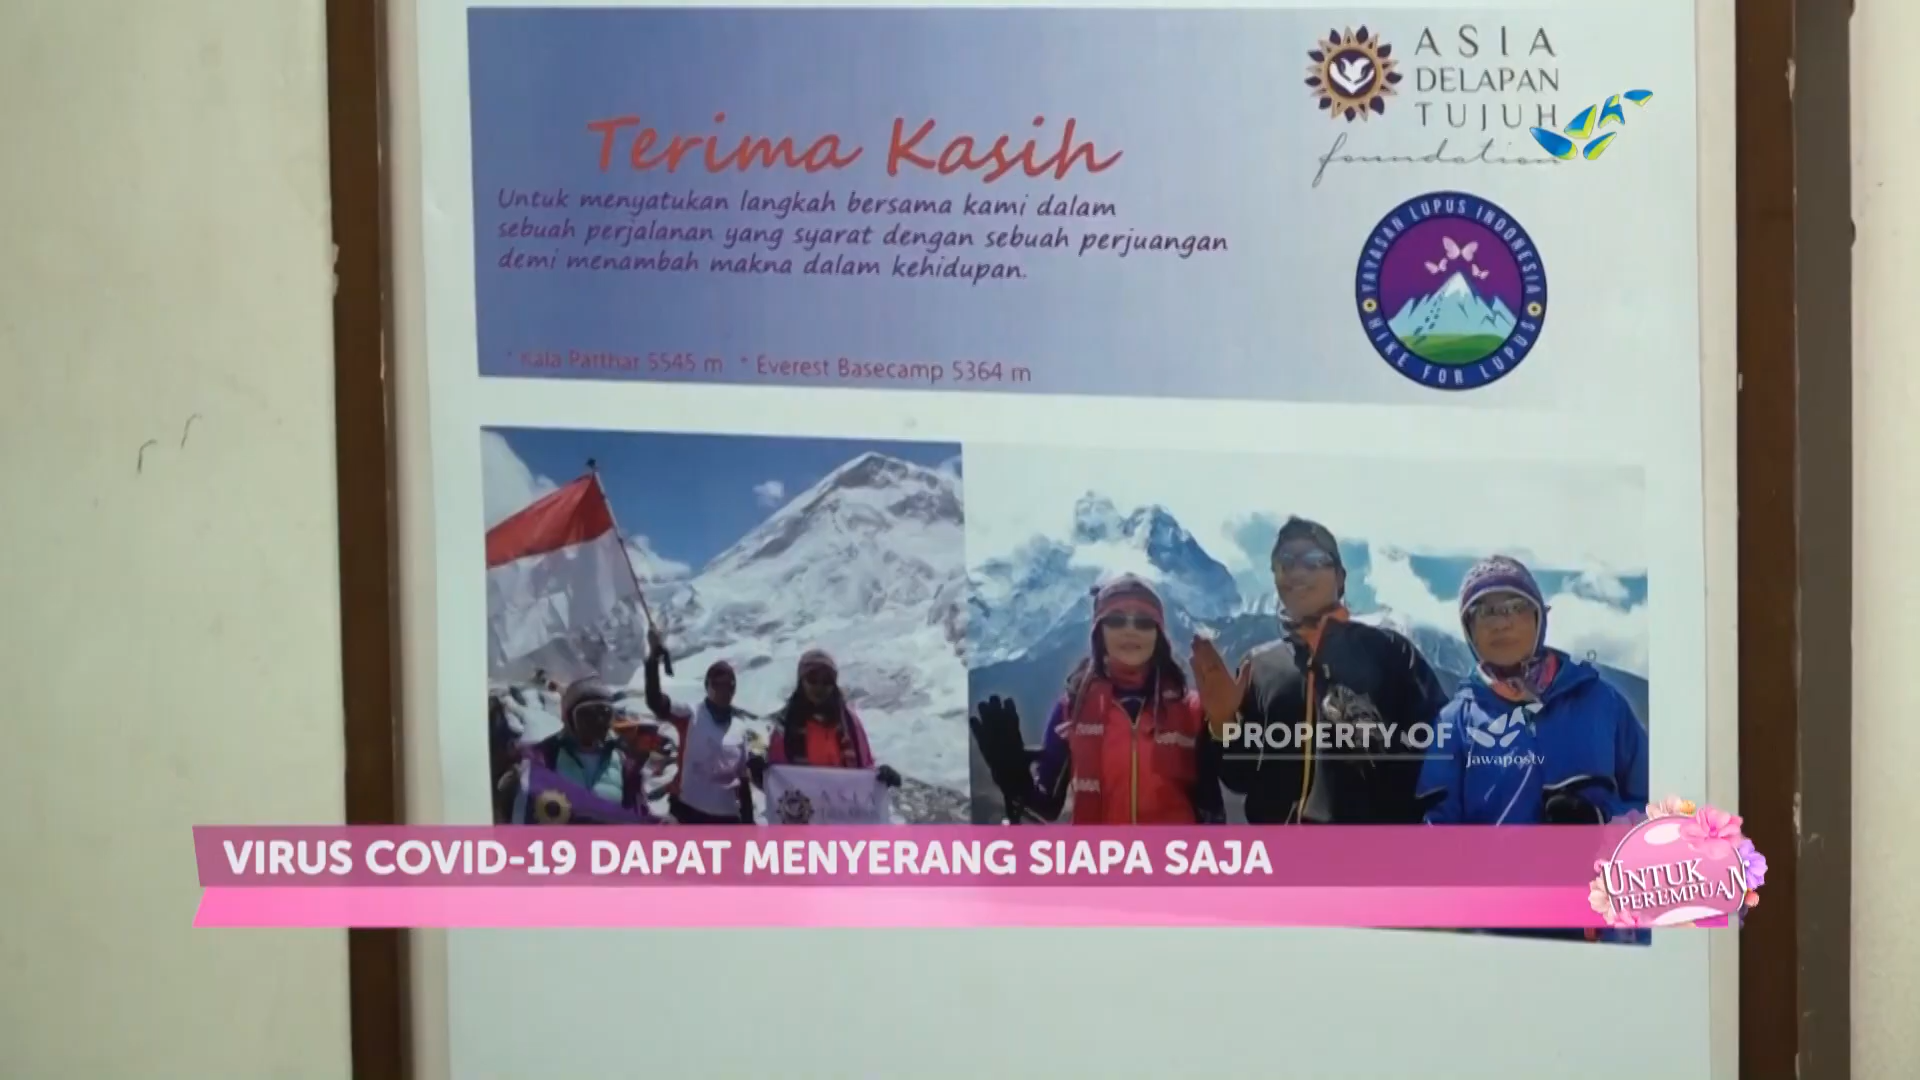 ASIA
DELAPAN
TUJUH
foundation
Terima Kasih
Untuk menyatukan langkah bersama kami dalam
sebuah perjalanan yang syarat dengan sebuah perjuangan
demi menambah makna dalam kehidupan.
YAYASAN LUPUS INDONESIA
HIKE FOR LUPUS
* Kala Patthar 5545 m * Everest Basecamp 5364 m
PROPERTY OF jawapostv
ASIA
VIRUS COVID-19 DAPAT MENYERANG SIAPA SAJA
UNTUK
PEREMPUAN